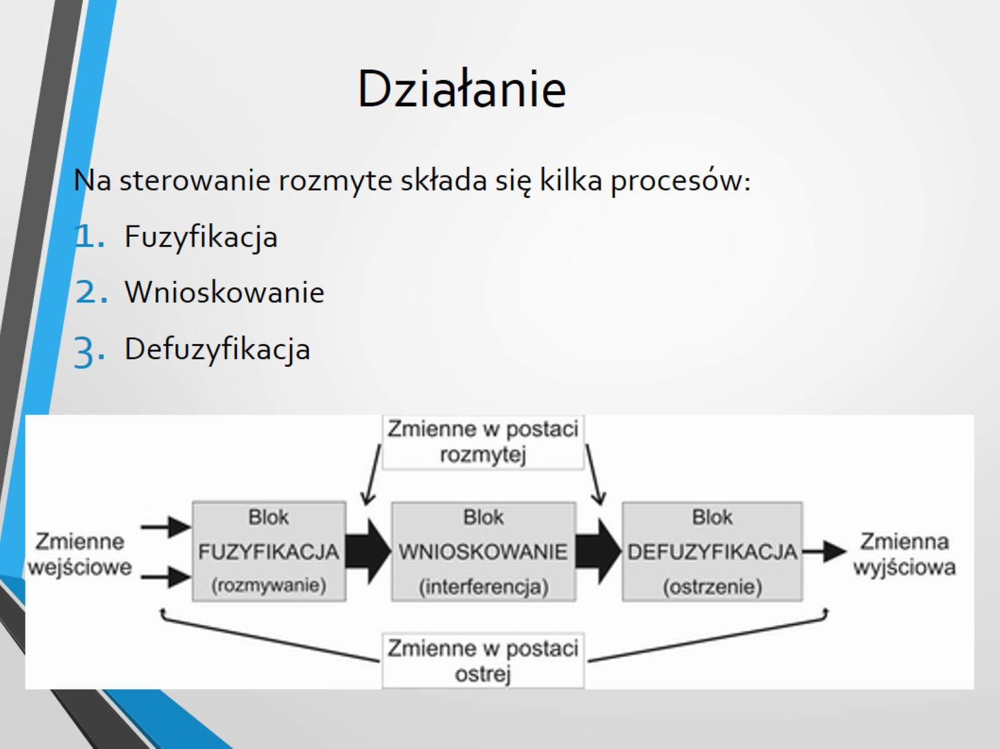 Działanie
Na sterowanie rozmyte składa się kilka procesów:
1. Fuzyfikacja
2. Wnioskowanie
3. Defuzyfikacja
Zmienne w postaci
rozmytej
Zmienne
wejściowe
Blok
FUZYFIKACJA
(rozmywanie)
Blok
WNIOSKOWANIE
(interferencja)
Blok
DEFUZYFIKACJA
(ostrzenie)
Zmienna
wyjściowa
Zmienne w postaci
ostrej